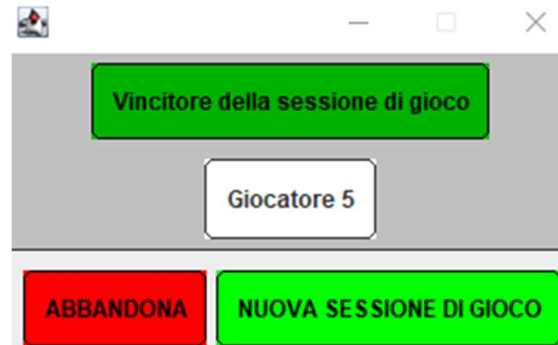 Vincitore della sessione di gioco
Giocatore 5
ABBANDONA
NUOVA SESSIONE DI GIOCO